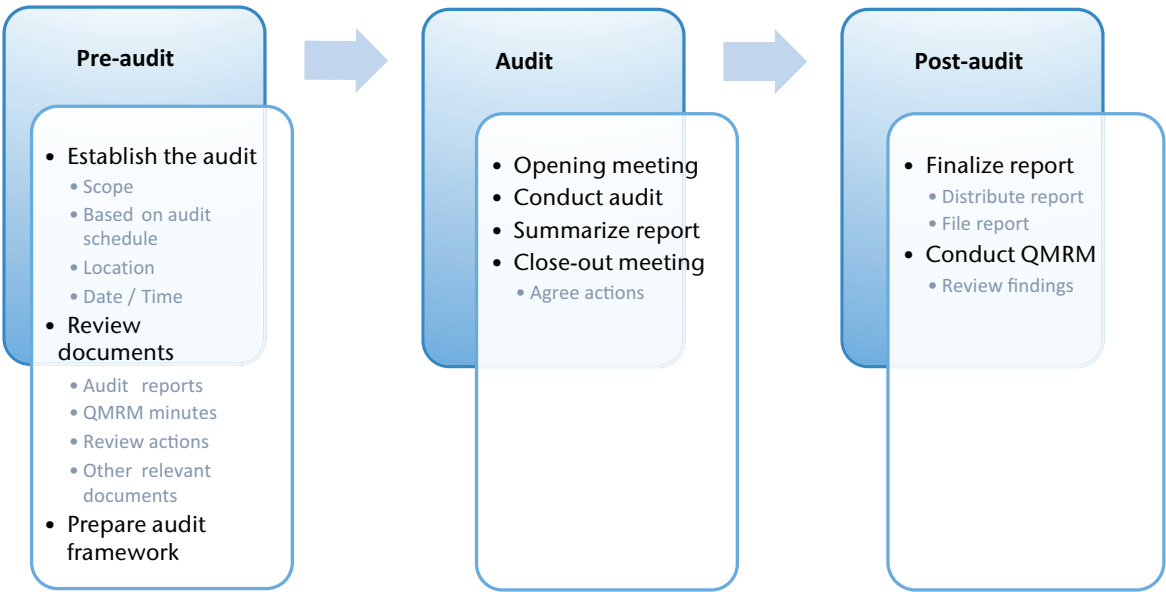 Pre-audit
• Establish the audit
• Scope
• Based on audit
schedule
• Location
• Date / Time
• Review
documents
• Audit reports
• QMRM minutes
• Review actions
• Other relevant
documents
• Prepare audit
framework
Audit
• Opening meeting
• Conduct audit
• Summarize report
• Close-out meeting
• Agree actions
Post-audit
• Finalize report
• Distribute report
• File report
• Conduct QMRM
• Review findings